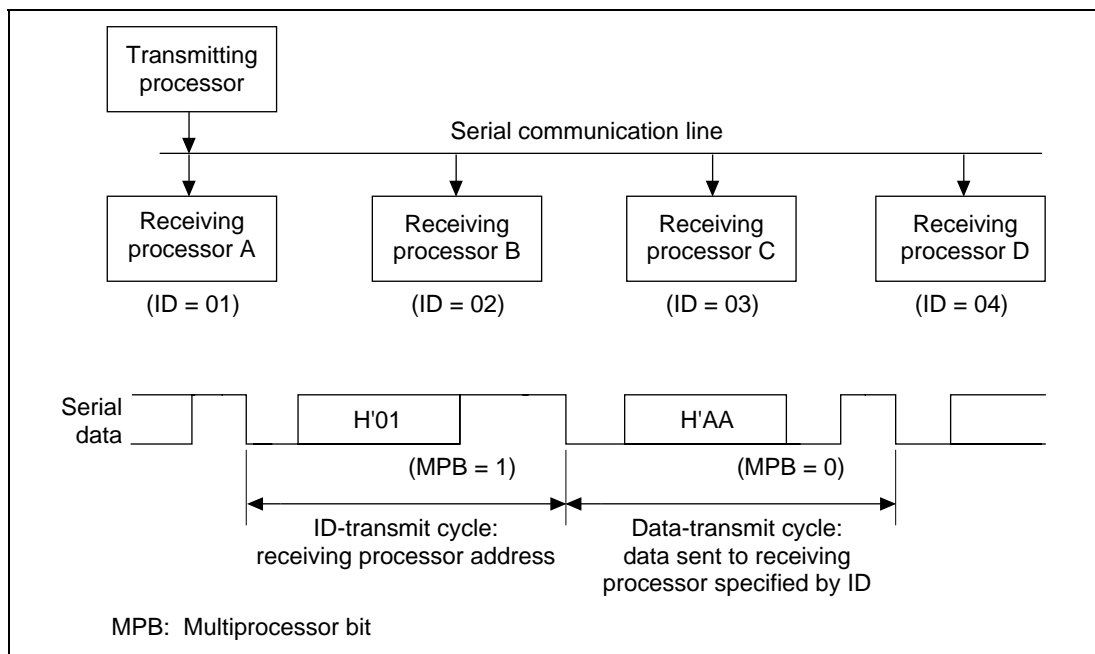 Transmitting
processor
Serial communication line
Receiving
processor A
Receiving
processor B
Receiving
processor C
Receiving
processor D
(ID = 01)
(ID = 02)
(ID = 03)
(ID = 04)
Serial
data
H'01
H'AA
(MPB = 1)
(MPB = 0)
ID-transmit cycle:
receiving processor address
Data-transmit cycle:
data sent to receiving
processor specified by ID
MPB: Multiprocessor bit